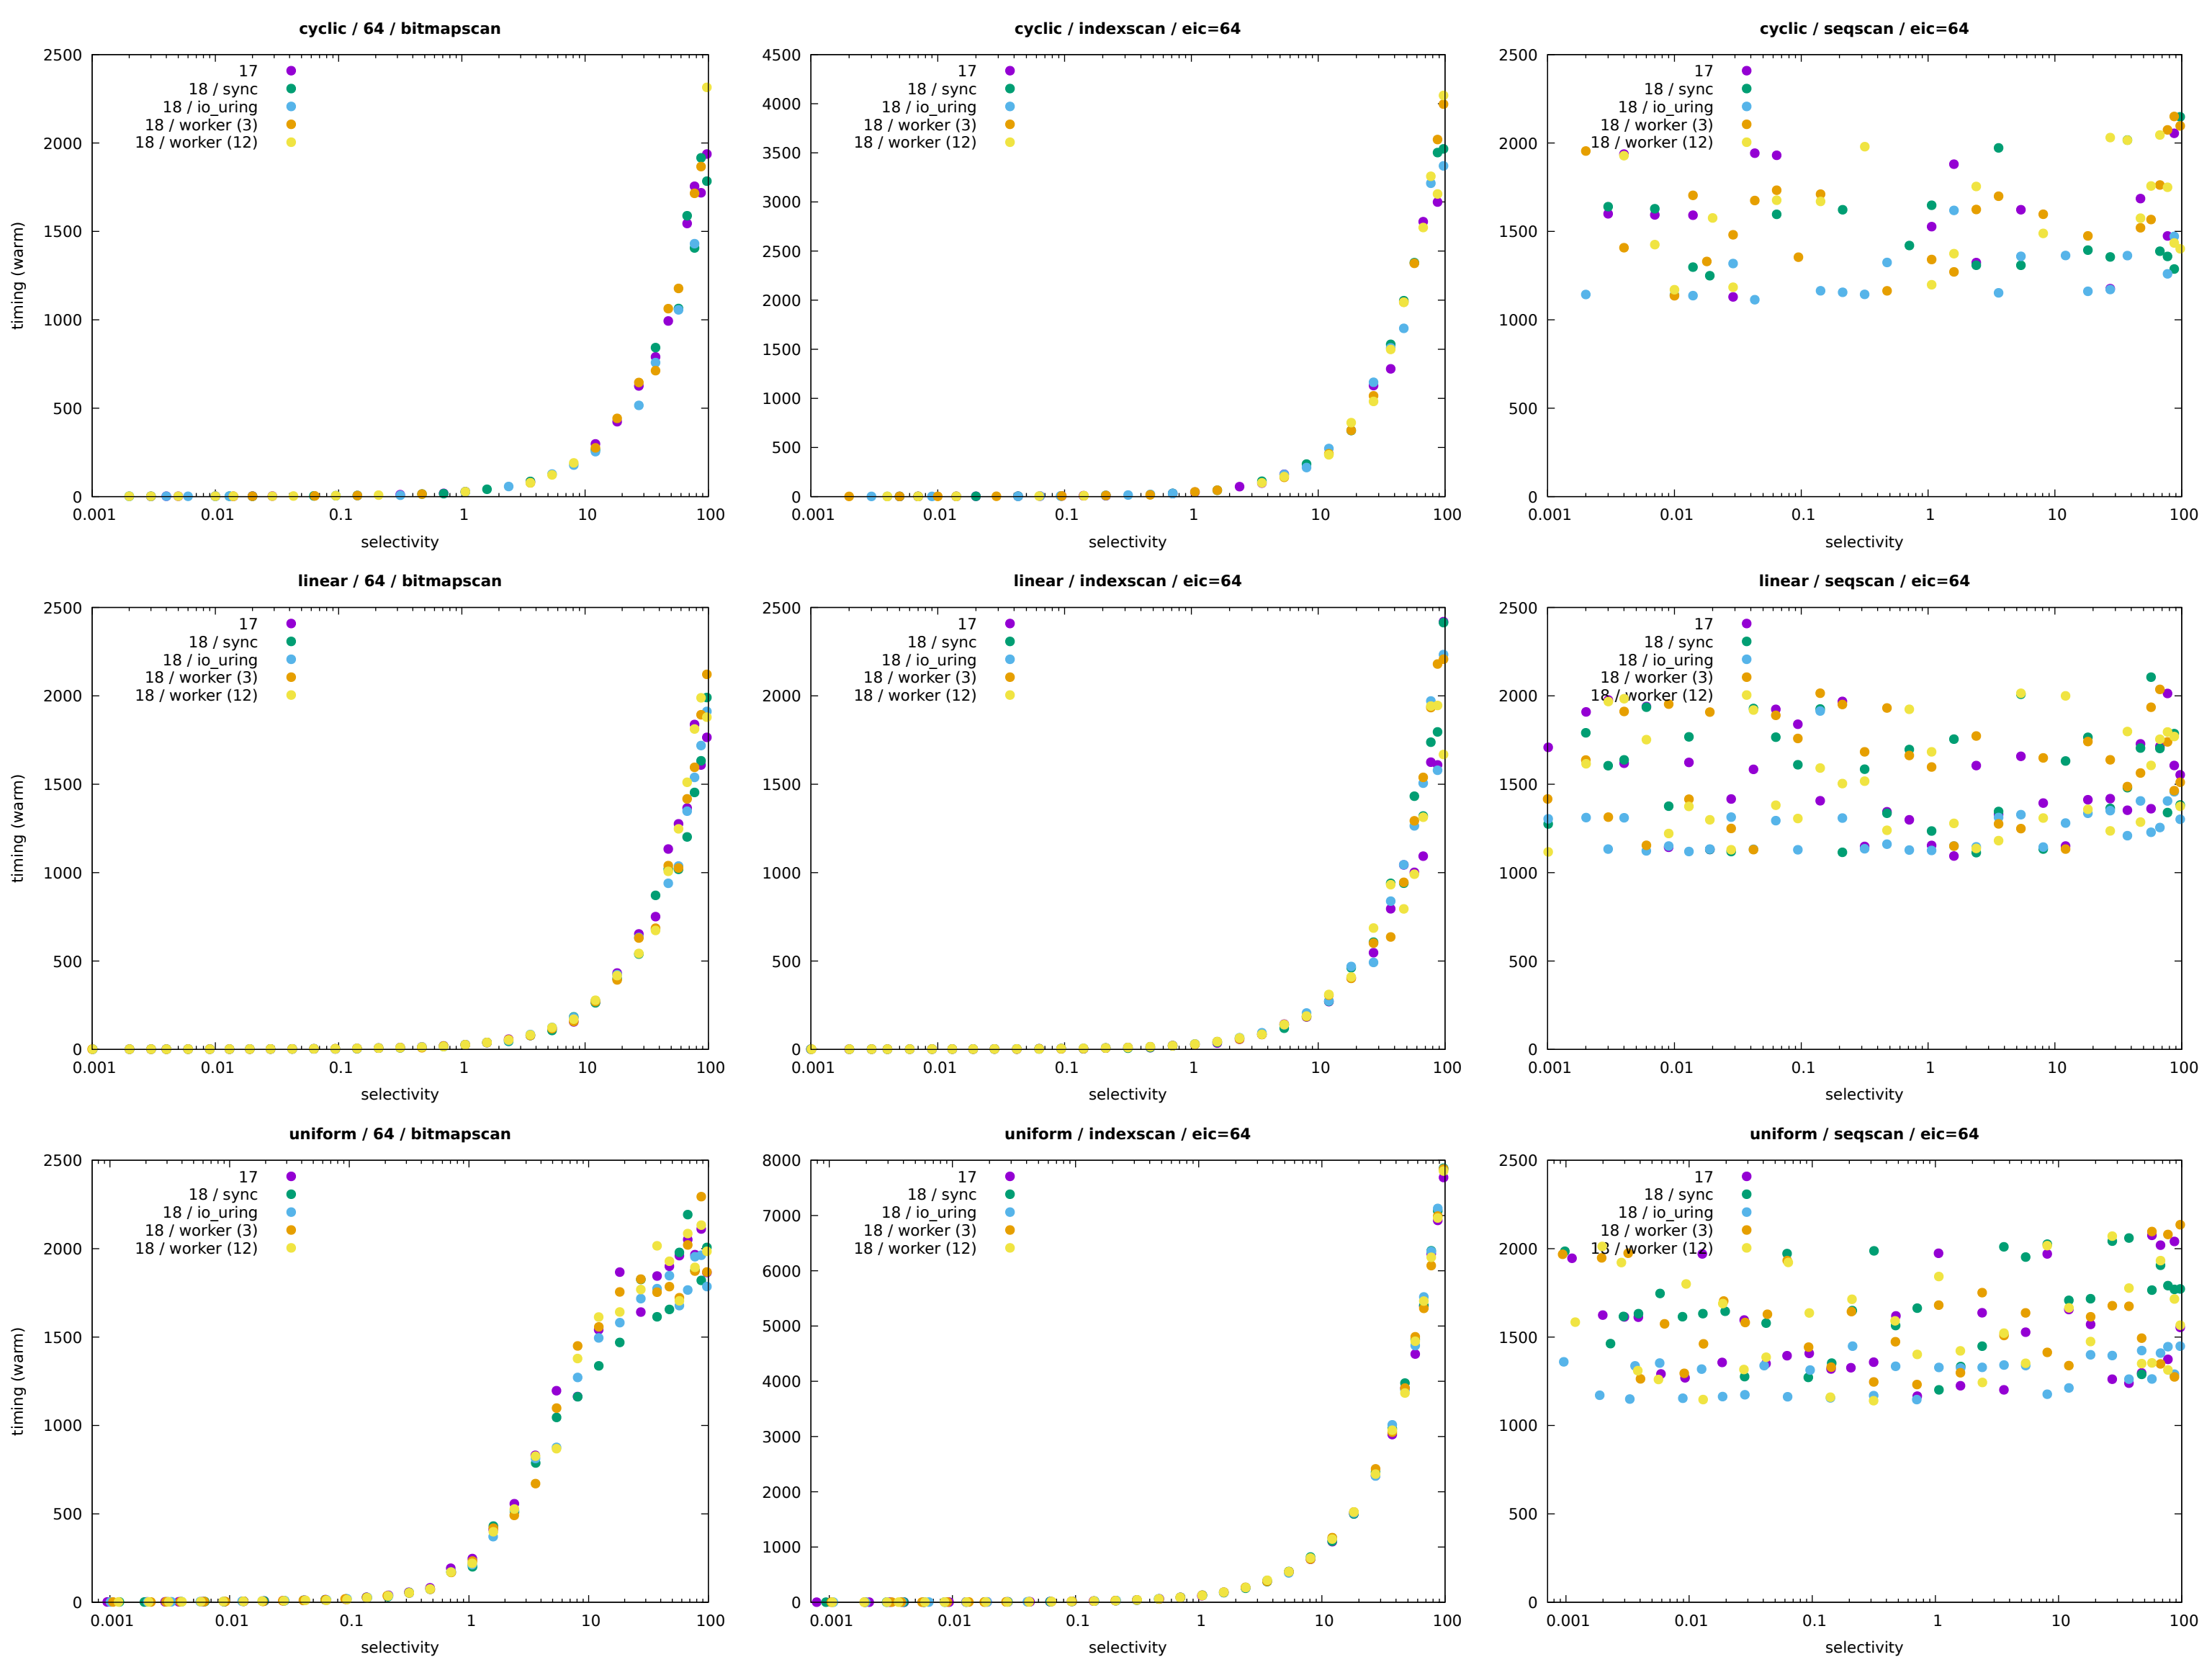 cyclic / 64 / bitmapscan
timing (warm)
2500
2000
1500
1000
500
0
17
18 / sync
18 / io_uring
18 / worker (3)
18 / worker (12)
0.001 0.01 0.1 1 10 100
selectivity
cyclic / indexscan / eic=64
4500
4000
3500
3000
2500
2000
1500
1000
500
0
17
18 / sync
18 / io_uring
18 / worker (3)
18 / worker (12)
0.001 0.01 0.1 1 10 100
selectivity
cyclic / seqscan / eic=64
2500
2000
1500
1000
500
0
17
18 / sync
18 / io_uring
18 / worker (3)
18 / worker (12)
0.001 0.01 0.1 1 10 100
selectivity
linear / 64 / bitmapscan
timing (warm)
2500
2000
1500
1000
500
0
17
18 / sync
18 / io_uring
18 / worker (3)
18 / worker (12)
0.001 0.01 0.1 1 10 100
selectivity
linear / indexscan / eic=64
2500
2000
1500
1000
500
0
17
18 / sync
18 / io_uring
18 / worker (3)
18 / worker (12)
0.001 0.01 0.1 1 10 100
selectivity
linear / seqscan / eic=64
2500
2000
1500
1000
500
0
17
18 / sync
18 / io_uring
18 / worker (3)
18 / worker (12)
0.001 0.01 0.1 1 10 100
selectivity
uniform / 64 / bitmapscan
timing (warm)
2500
2000
1500
1000
500
0
17
18 / sync
18 / io_uring
18 / worker (3)
18 / worker (12)
0.001 0.01 0.1 1 10 100
selectivity
uniform / indexscan / eic=64
8000
7000
6000
5000
4000
3000
2000
1000
0
17
18 / sync
18 / io_uring
18 / worker (3)
18 / worker (12)
0.001 0.01 0.1 1 10 100
selectivity
uniform / seqscan / eic=64
2500
2000
1500
1000
500
0
17
18 / sync
18 / io_uring
18 / worker (3)
18 / worker (12)
0.001 0.01 0.1 1 10 100
selectivity